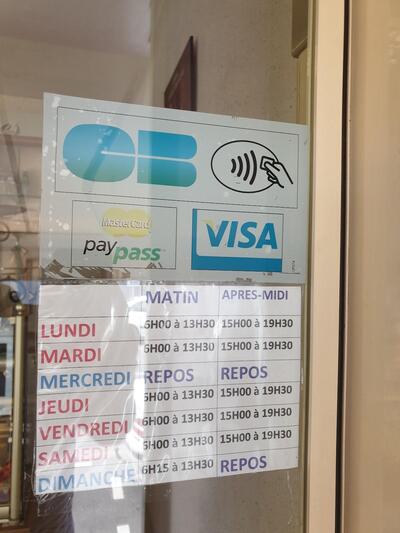 CB
MasterCard
paypass
VISA
MATIN APRES-MIDI
LUNDI 6H00 à 13H30 15H00 à 19H30
MARDI 6H00 à 13H30 15H00 à 19H30
MERCREDI REPOS REPOS
JEUDI 6H00 à 13H30 15H00 à 19H30
VENDREDI 6H00 à 13H30 15H00 à 19H30
SAMEDI 6H00 à 13H30 15H00 à 19H30
DIMANCHE 6H15 à 13H30 REPOS